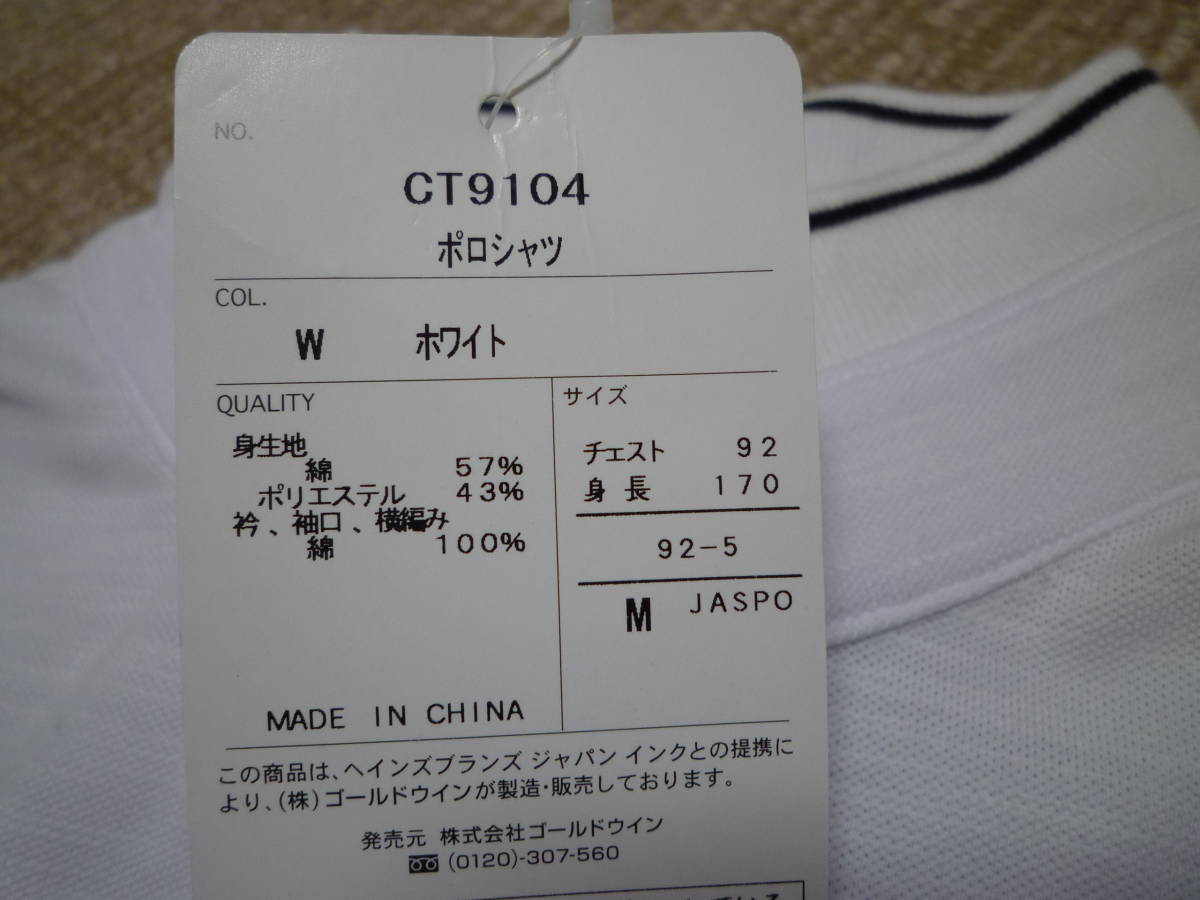 NO.
CT9104
ポロシャツ
COL.
W ホワイト
QUALITY
身生地
綿 57%
ポリエステル 43%
衿、袖口、横編み
綿 100%
MADE IN CHINA
サイズ
チェスト 92
身長 170
92-5
M JASPO
この商品は、ヘインズブランズ ジャパン インクとの提携に
より、(株)ゴールドウインが製造・販売しております。
発売元 株式会社ゴールドウイン
(0120)-307-560